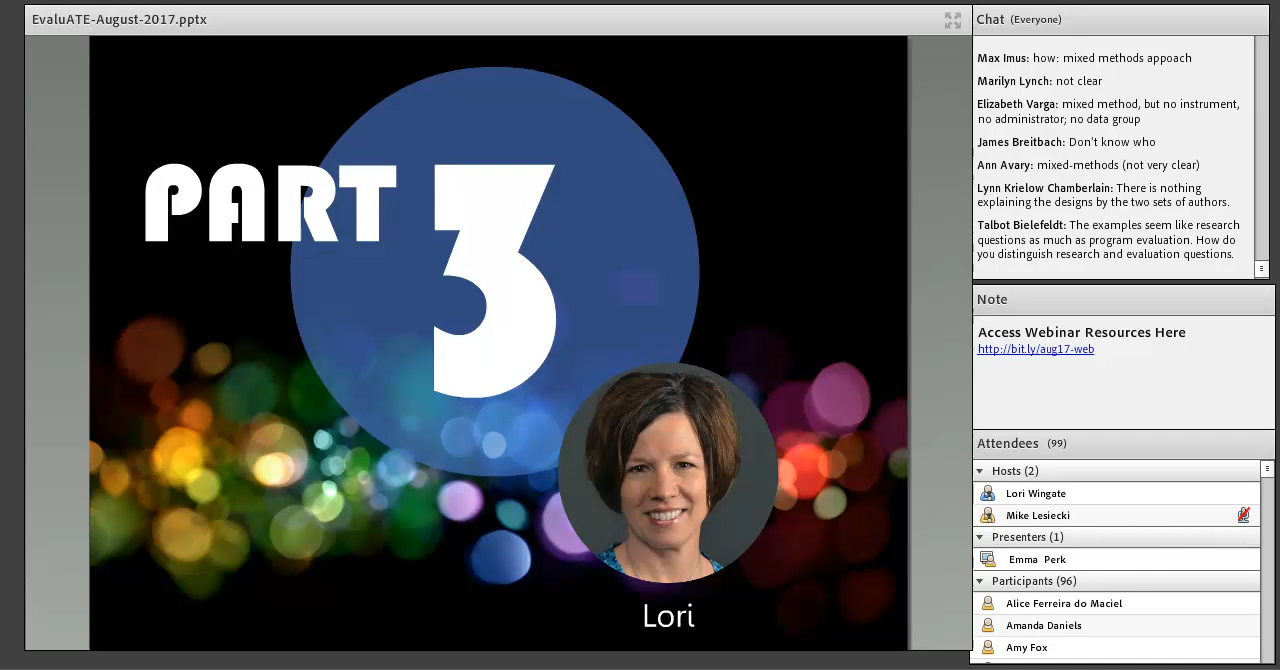 EvaluATE-August-2017.pptx
PART 3
Lori
Chat (Everyone)
Max Imus: how: mixed methods appoach
Marilyn Lynch: not clear
Elizabeth Varga: mixed method, but no instrument,
no administrator; no data group
James Breitbach: Don't know who
Ann Avary: mixed-methods (not very clear)
Lynn Krielow Chamberlain: There is nothing
explaining the designs by the two sets of authors.
Talbot Bielefeldt: The examples seem like research
questions as much as program evaluation. How do
you distinguish research and evaluation questions.
Note
Access Webinar Resources Here
http://bit.ly/aug17-web
Attendees (99)
Hosts (2)
Lori Wingate
Mike Lesiecki
Presenters (1)
Emma Perk
Participants (96)
Alice Ferreira do Maciel
Amanda Daniels
Amy Fox